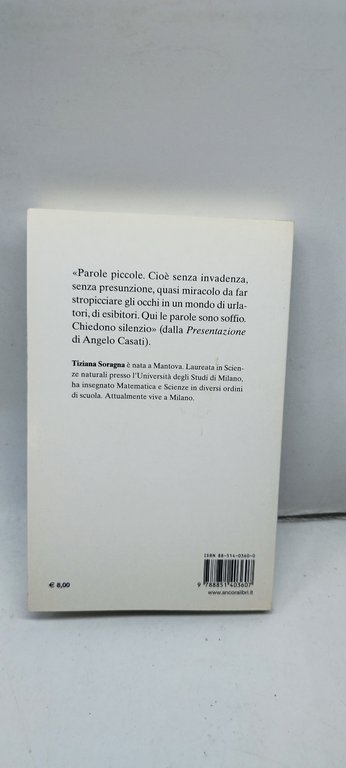 «Parole piccole. Cioè senza invadenza,
senza presunzione, quasi miracolo da far
stropicciare gli occhi in un mondo di urla-
tori, di esibitori. Qui le parole sono soffio.
Chiedono silenzio» (dalla Presentazione
di Angelo Casati).
Tiziana Soragna è nata a Mantova. Laureata in Scien-
ze naturali presso l'Università degli Studi di Milano,
ha insegnato Matematica e Scienze in diversi ordini
di scuola. Attualmente vive a Milano.
ISBN 88-514-0360-0
9 788851 403607
www.ancoralibri.it
€ 8,00